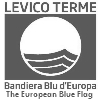 LEVICO TERME
Bandiera Blu d'Europa
The European Blue Flag